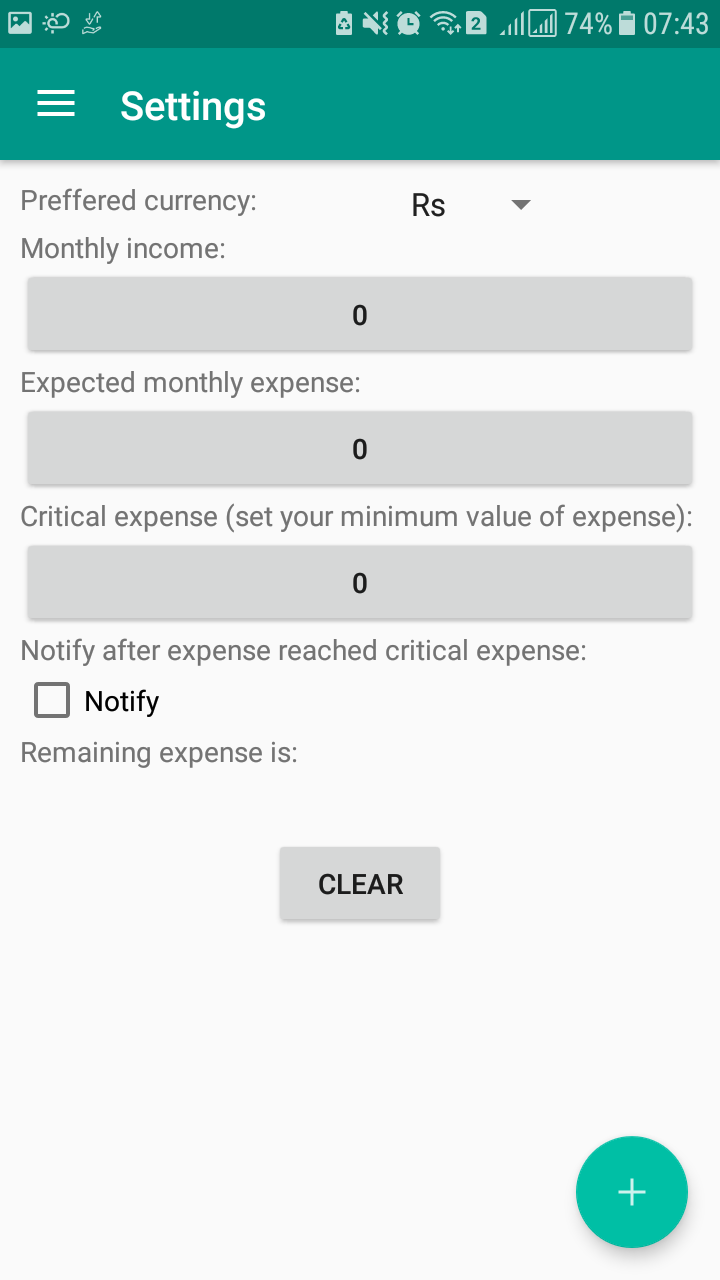 2 74% 07:43
Settings
Preffered currency: Rs
Monthly income:
0
Expected monthly expense:
0
Critical expense (set your minimum value of expense):
0
Notify after expense reached critical expense:
Notify
Remaining expense is:
CLEAR